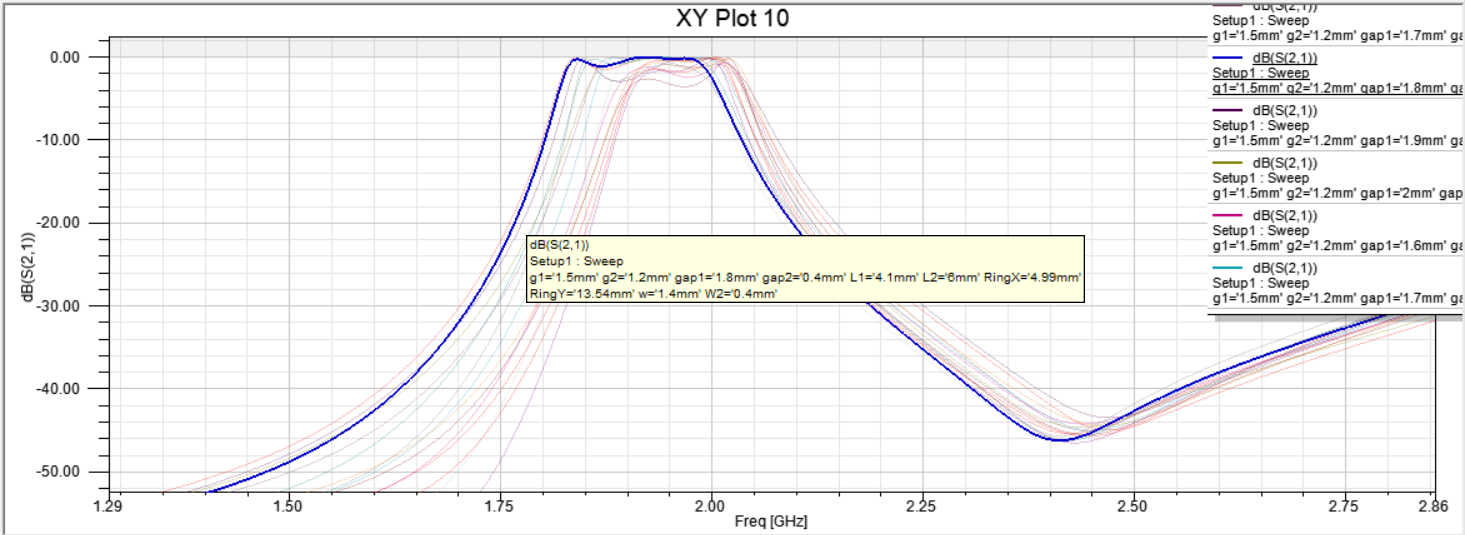 XY Plot 10
dB(S(2,1))
Setup1 : Sweep
g1='1.5mm' g2='1.2mm' gap1='1.7mm'
dB(S(2,1))
Setup1 : Sweep
g1='1.5mm' g2='1.2mm' gap1='1.8mm'
dB(S(2,1))
Setup1 : Sweep
g1='1.5mm' g2='1.2mm' gap1='1.9mm'
dB(S(2,1))
Setup1 : Sweep
g1='1.5mm' g2='1.2mm' gap1='2mm' gap
dB(S(2,1))
Setup1 : Sweep
g1='1.5mm' g2='1.2mm' gap1='1.6mm'
dB(S(2,1))
Setup1 : Sweep
g1='1.5mm' g2='1.2mm' gap1='1.7mm'
0.00
-10.00
-20.00
-30.00
-40.00
-50.00
dB(S(2,1))
dB(S(2,1))
Setup1 : Sweep
g1='1.5mm' g2='1.2mm' gap1='1.8mm' gap2='0.4mm' L1='4.1mm' L2='6mm' RingX='4.99mm'
RingY='13.54mm' w='1.4mm' W2='0.4mm'
1.29 1.50 1.75 2.00 2.25 2.50 2.75 2.86
Freq [GHz]